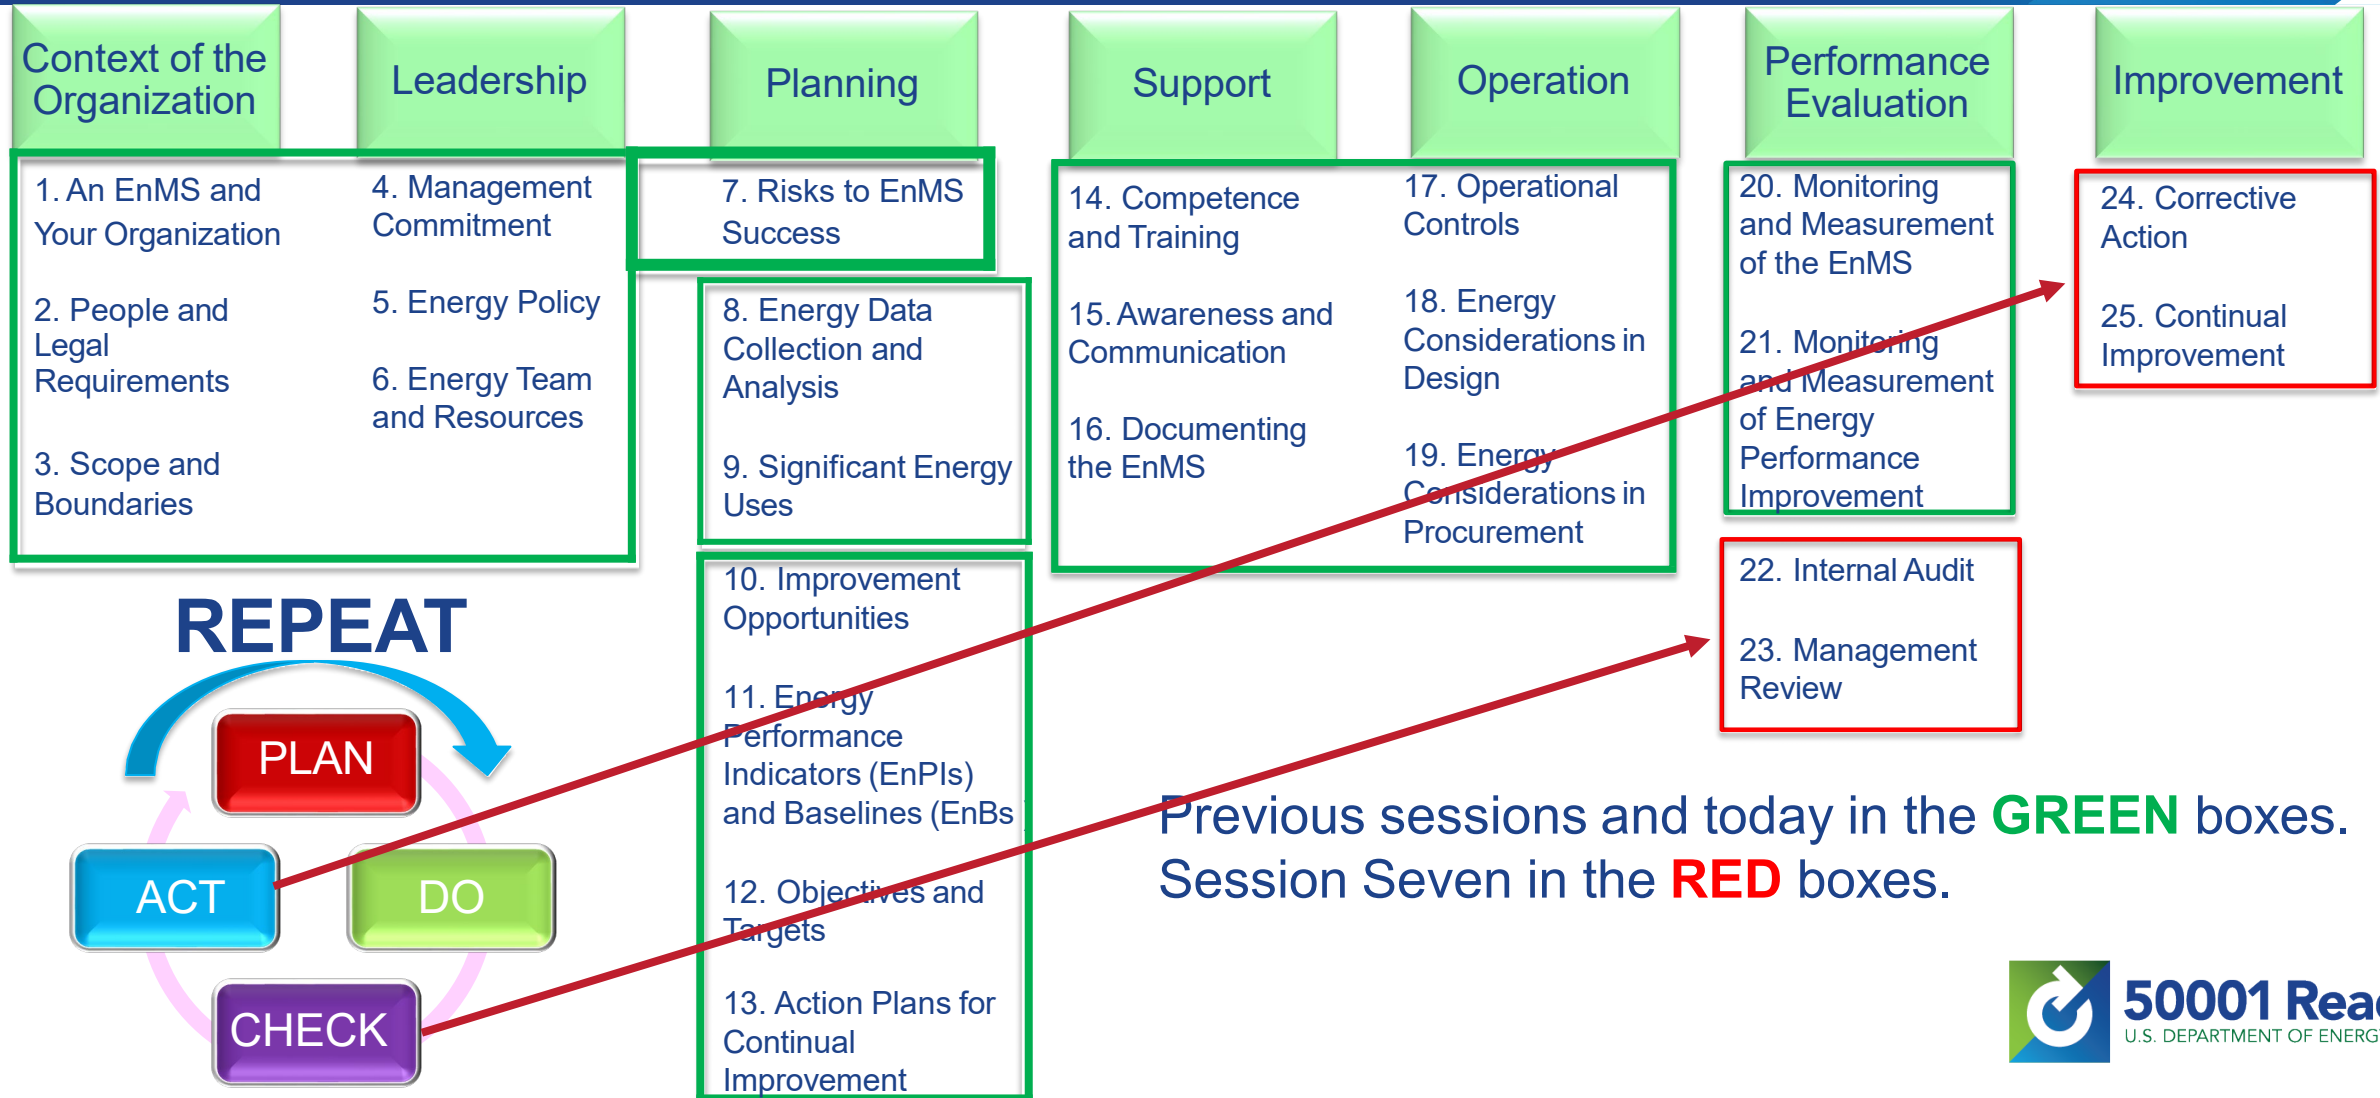 Context of the
Organization
Leadership
Planning
Support
Operation
Performance
Evaluation
Improvement
1. An EnMS and
Your Organization
2. People and
Legal
Requirements
3. Scope and
Boundaries
4. Management
Commitment
5. Energy Policy
6. Energy Team
and Resources
7. Risks to EnMS
Success
8. Energy Data
Collection and
Analysis
9. Significant Energy
Uses
10. Improvement
Opportunities
11. Energy
Performance
Indicators (EnPIs)
and Baselines (EnBs)
12. Objectives and
Targets
13. Action Plans for
Continual
Improvement
14. Competence
and Training
15. Awareness and
Communication
16. Documenting
the EnMS
17. Operational
Controls
18. Energy
Considerations in
Design
19. Energy
Considerations in
Procurement
20. Monitoring
and Measurement
of the EnMS
21. Monitoring
and Measurement
of Energy
Performance
Improvement
22. Internal Audit
23. Management
Review
24. Corrective
Action
25. Continual
Improvement
REPEAT
PLAN
ACT
DO
CHECK
Previous sessions and today in the GREEN boxes.
Session Seven in the RED boxes.
50001
U.S. DEPARTMENT OF